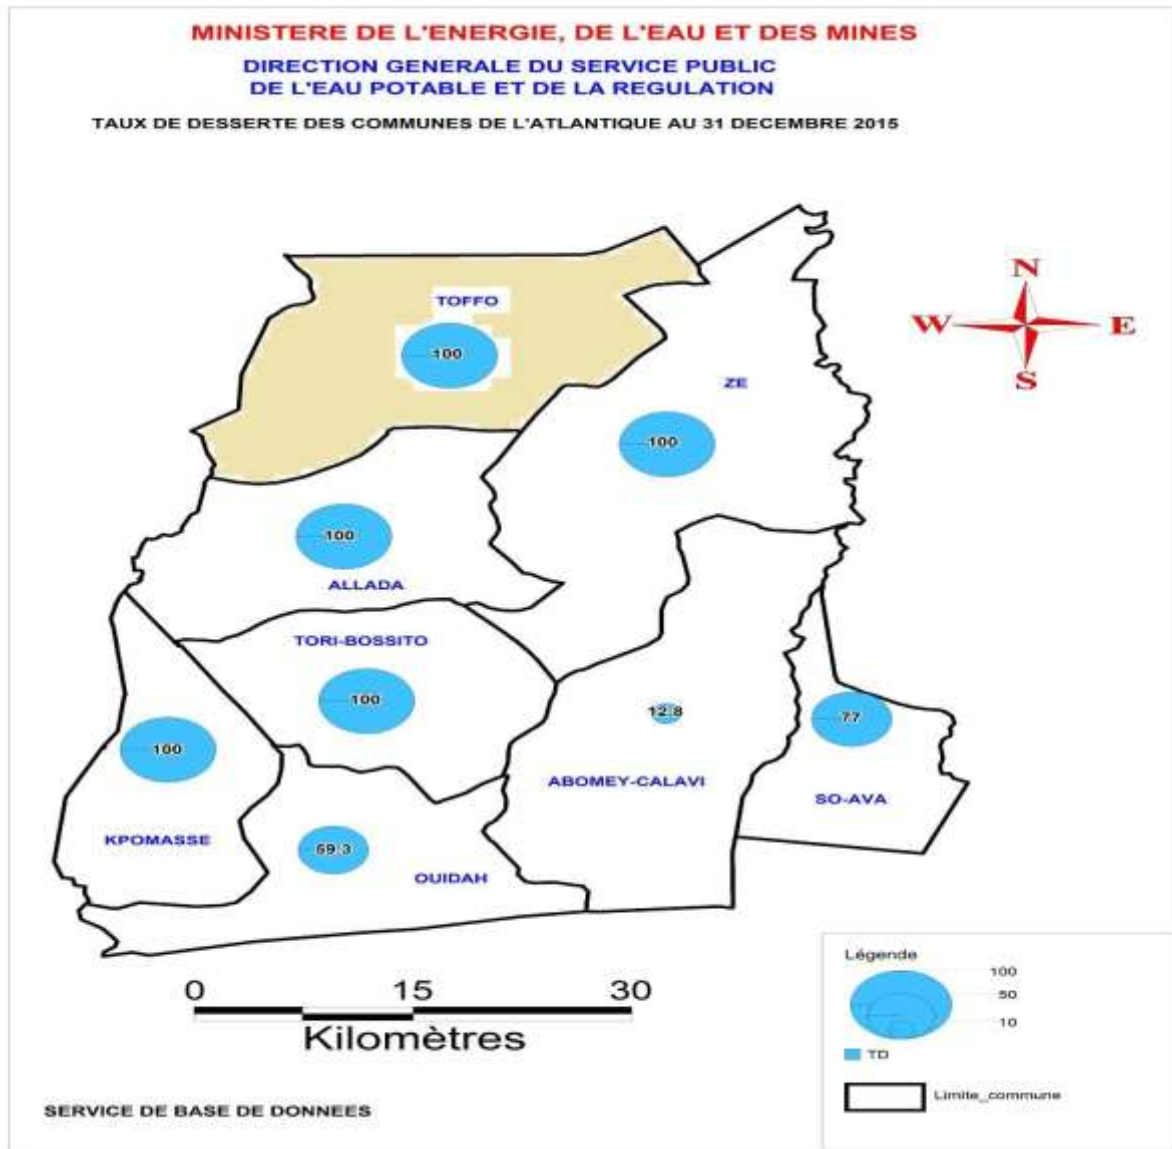 MINISTERE DE L'ENERGIE, DE L'EAU ET DES MINES
DIRECTION GENERALE DU SERVICE PUBLIC
DE L'EAU POTABLE ET DE LA REGULATION
TAUX DE DESSERTE DES COMMUNES DE L'ATLANTIQUE AU 31 DECEMBRE 2015
N
W E
S
TOFFO
100
ZE
100
100
ALLADA
TORI-BOSSITO
100
12.8
77
100
ABOMEY-CALAVI
SO-AVA
KPOMASSE
59.3
OUIDAH
0 15 30
Kilomètres
Légende
100
50
10
TD
Limite_commune
SERVICE DE BASE DE DONNEES